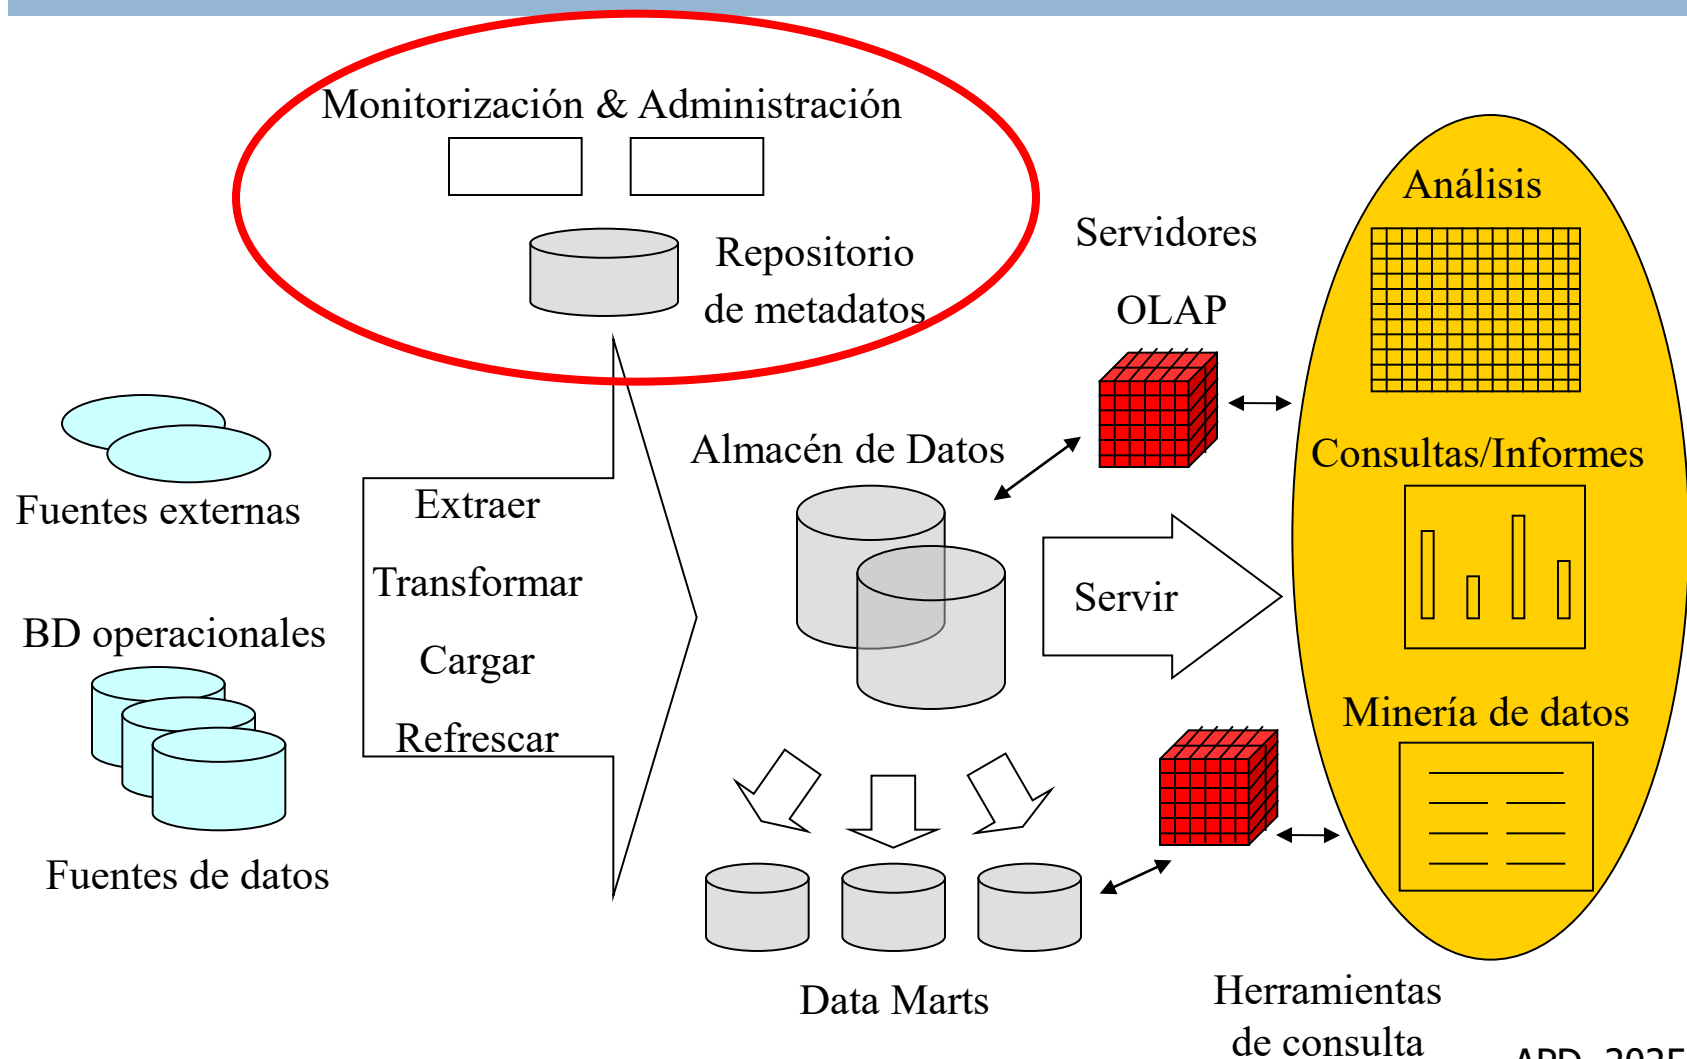 Monitorización & Administración
Repositorio
de metadatos
Servidores
OLAP
Análisis
Almacén de Datos
Consultas/Informes
Fuentes externas
Extraer
Transformar
Cargar
Refrescar
Servir
BD operacionales
Minería de datos
Fuentes de datos
Data Marts
Herramientas
de consulta